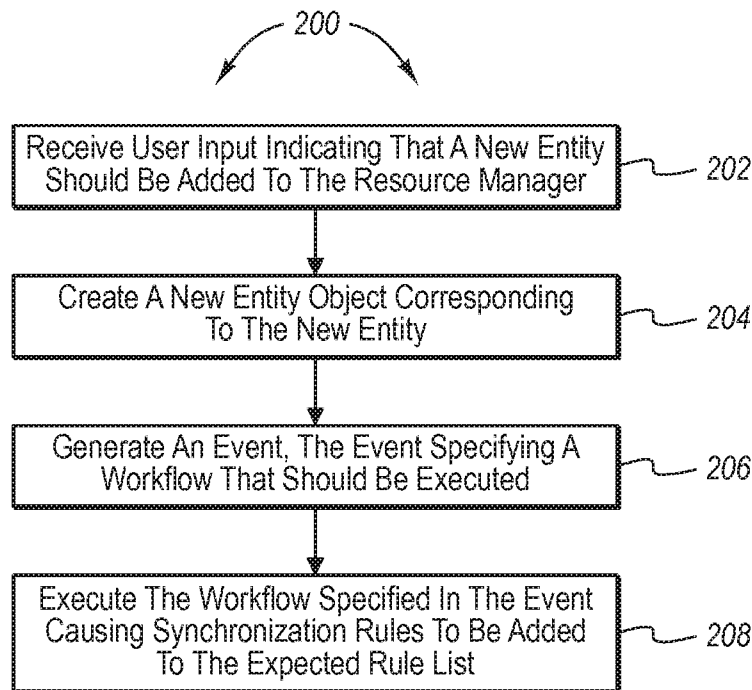 200
Receive User Input Indicating That A New Entity
Should Be Added To The Resource Manager
202
Create A New Entity Object Corresponding
To The New Entity
204
Generate An Event, The Event Specifying A
Workflow That Should Be Executed
206
Execute The Workflow Specified In The Event
Causing Synchronization Rules To Be Added
To The Expected Rule List
208